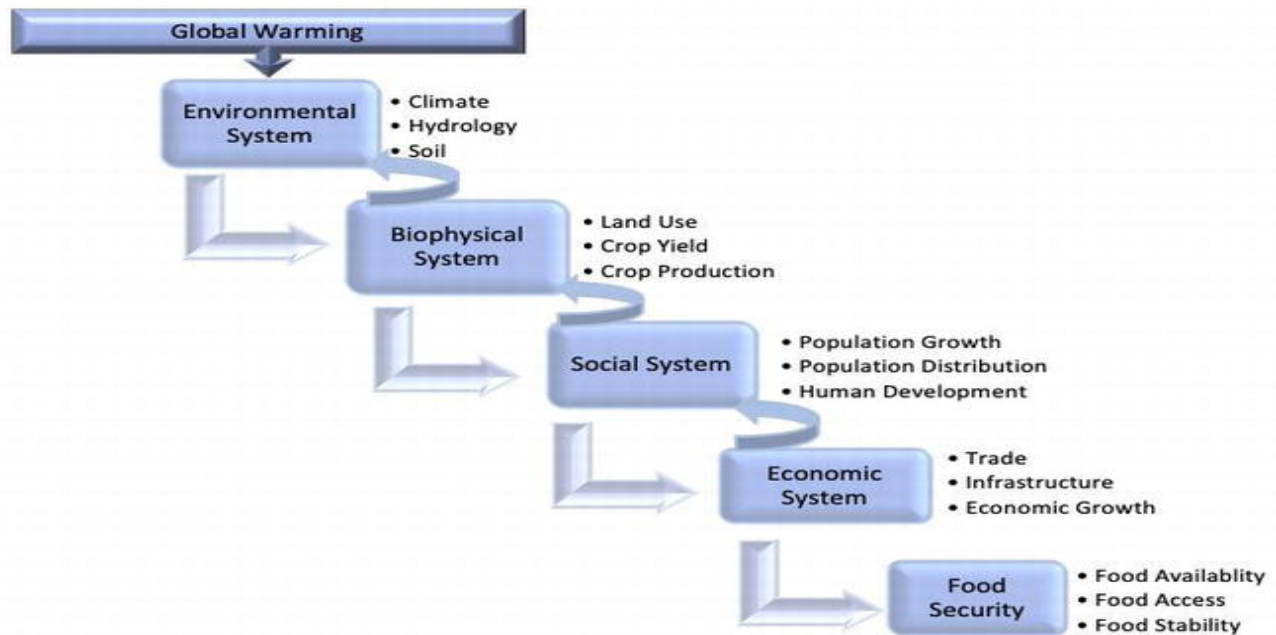 Global Warming
Environmental
System
• Climate
• Hydrology
• Soil
Biophysical
System
• Land Use
• Crop Yield
• Crop Production
Social System
• Population Growth
• Population Distribution
• Human Development
Economic
System
• Trade
• Infrastructure
• Economic Growth
Food
Security
• Food Availablity
• Food Access
• Food Stability